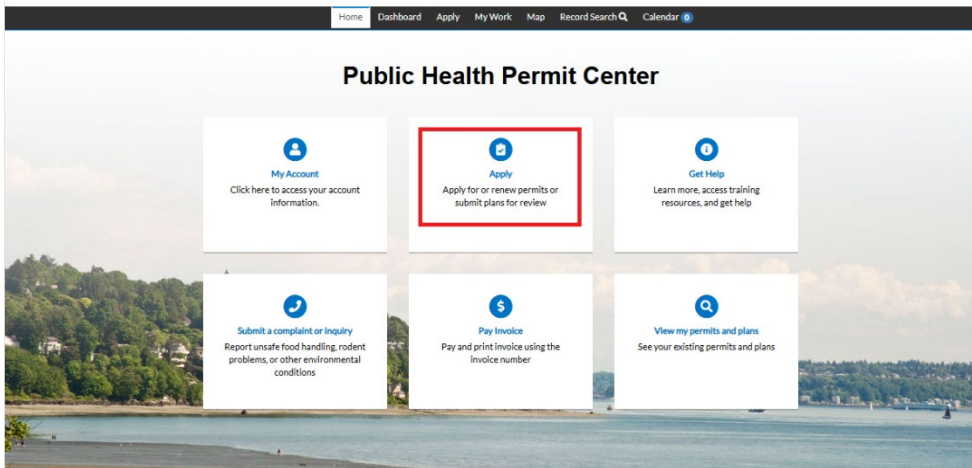 Home Dashboard Apply My Work Map Record Search Calendar 0
Public Health Permit Center
My Account
Click here to access your account
information.
Apply
Apply for or renew permits or
submit plans for review
Get Help
Learn more, access training
resources, and get help
Submit a complaint or inquiry
Report unsafe food handling, rodent
problems, or other environmental
conditions
Pay Invoice
Pay and print invoice using the
invoice number
View my permits and plans
See your existing permits and plans